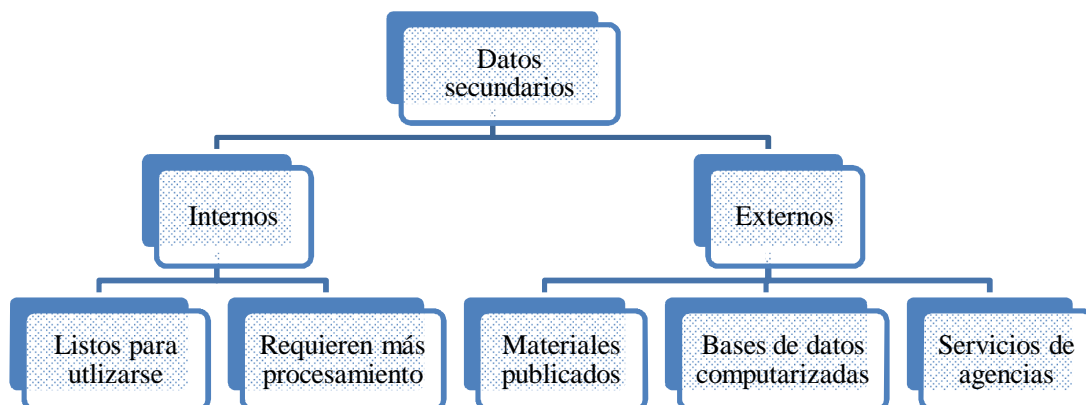 Datos
secundarios
Internos
Externos
Listos para
utlizarse
Requieren más
procesamiento
Materiales
publicados
Bases de datos
computarizadas
Servicios de
agencias